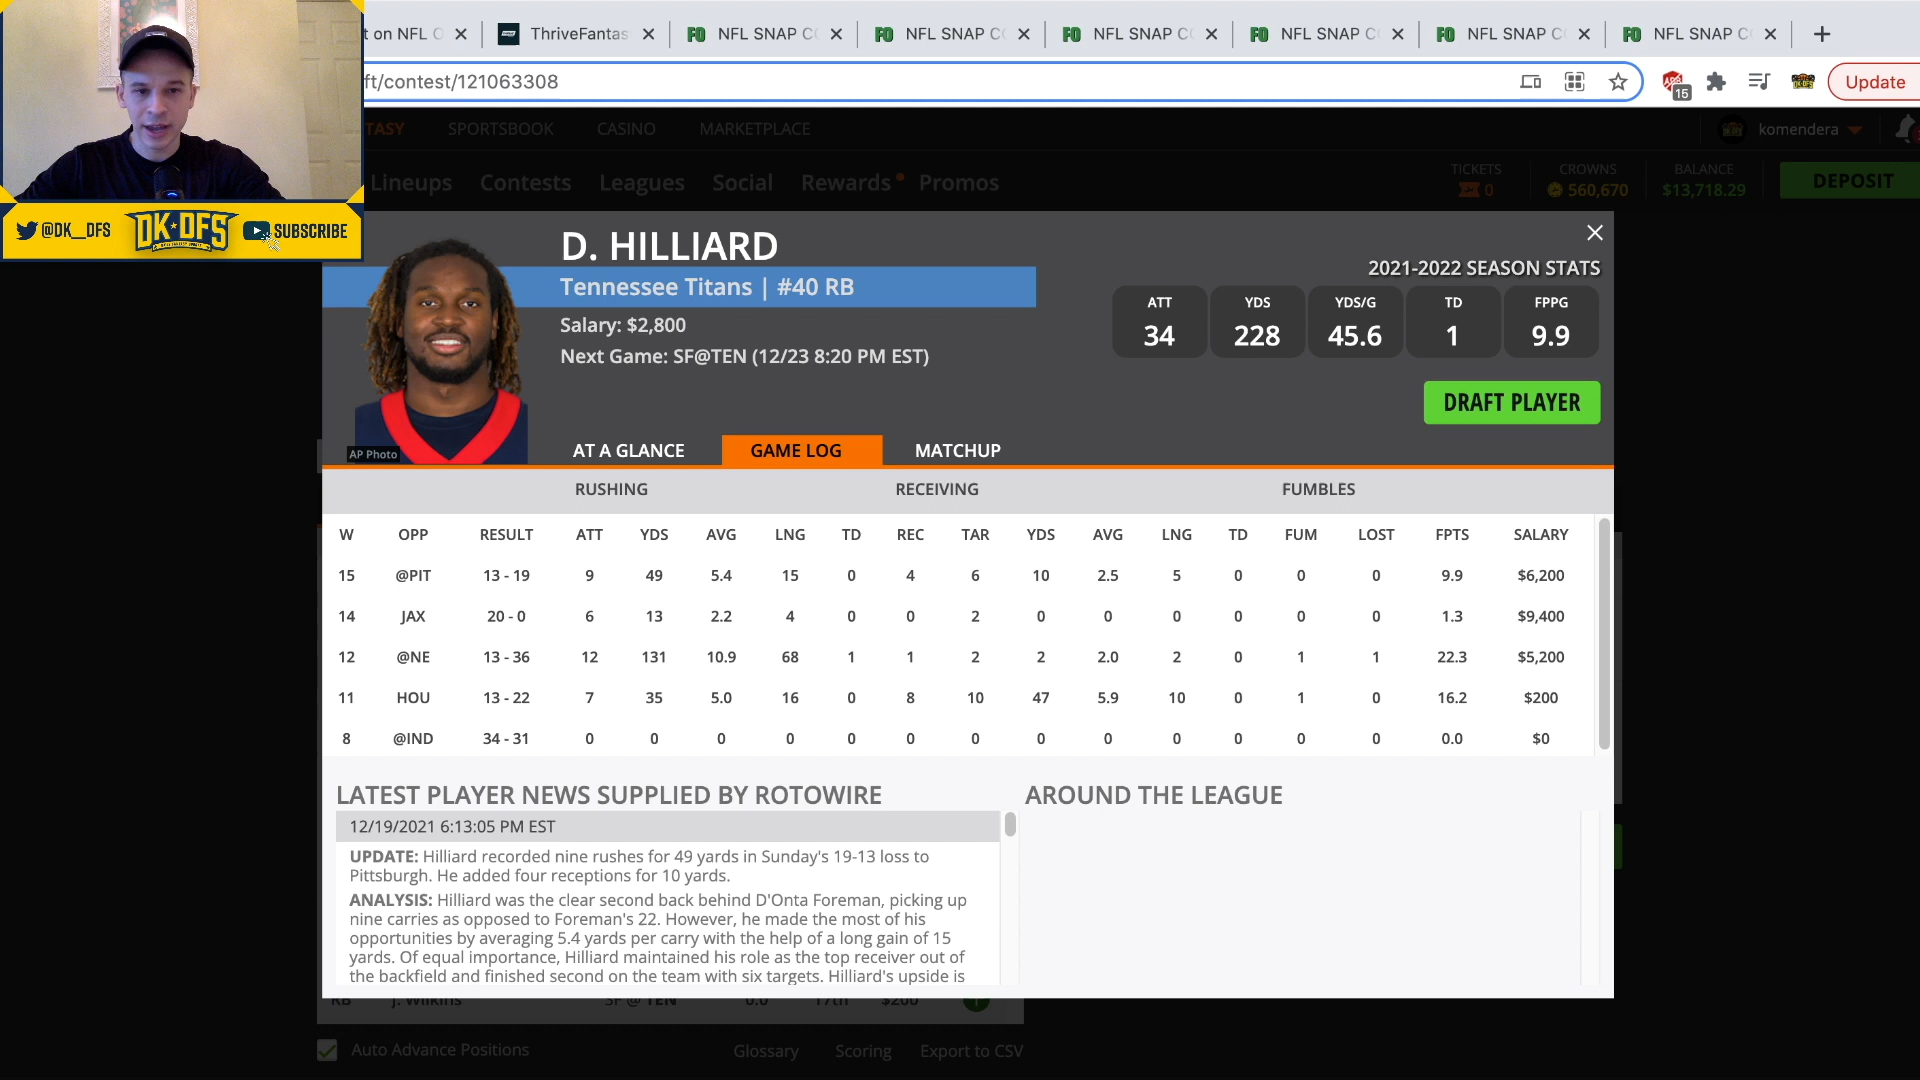 t on NFL
ThriveFantas
NFL SNAP
NFL SNAP
NFL SNAP
NFL SNAP
NFL SNAP
NFL SNAP
ft/contest/121063308
15
Update
TASY
SPORTSBOOK
CASINO
MARKETPLACE
komendera
Lineups
Contests
Leagues
Social
Rewards
Promos
TICKETS
0
CROWNS
560,670
BALANCE
$13,718.29
DEPOSIT
@DK__DFS
DK★DFS
SUBSCRIBE
D. HILLIARD
Tennessee Titans | #40 RB
Salary: $2,800
Next Game: SF@TEN (12/23 8:20 PM EST)
AP Photo
2021-2022 SEASON STATS
ATT YDS YDS/G TD FPPG
34 228 45.6 1 9.9
DRAFT PLAYER
AT A GLANCE GAME LOG MATCHUP
RUSHING RECEIVING FUMBLES
W OPP RESULT ATT YDS AVG LNG TD REC TAR YDS AVG LNG TD FUM LOST FPTS SALARY
15 @PIT 13 - 19 9 49 5.4 15 0 4 6 10 2.5 5 0 0 0 9.9 $6,200
14 JAX 20 - 0 6 13 2.2 4 0 0 2 0 0 0 0 0 0 1.3 $9,400
12 @NE 13 - 36 12 131 10.9 68 1 1 2 2 2.0 2 0 1 1 22.3 $5,200
11 HOU 13 - 22 7 35 5.0 16 0 8 10 47 5.9 10 0 1 0 16.2 $200
8 @IND 34 - 31 0 0 0 0 0 0 0 0 0 0 0 0 0 0.0 $0
LATEST PLAYER NEWS SUPPLIED BY ROTOWIRE
AROUND THE LEAGUE
12/19/2021 6:13:05 PM EST
UPDATE: Hilliard recorded nine rushes for 49 yards in Sunday's 19-13 loss to
Pittsburgh. He added four receptions for 10 yards.
ANALYSIS: Hilliard was the clear second back behind D'Onta Foreman, picking up
nine carries as opposed to Foreman's 22. However, he made the most of his
opportunities by averaging 5.4 yards per carry with the help of a long gain of 15
yards. Of equal importance, Hilliard maintained his role as the top receiver out of
the backfield and finished second on the team with six targets. Hilliard's upside is
RB J. Wilkins SF @ TEN 0.0 17th $200
Auto Advance Positions
Glossary
Scoring
Export to CSV